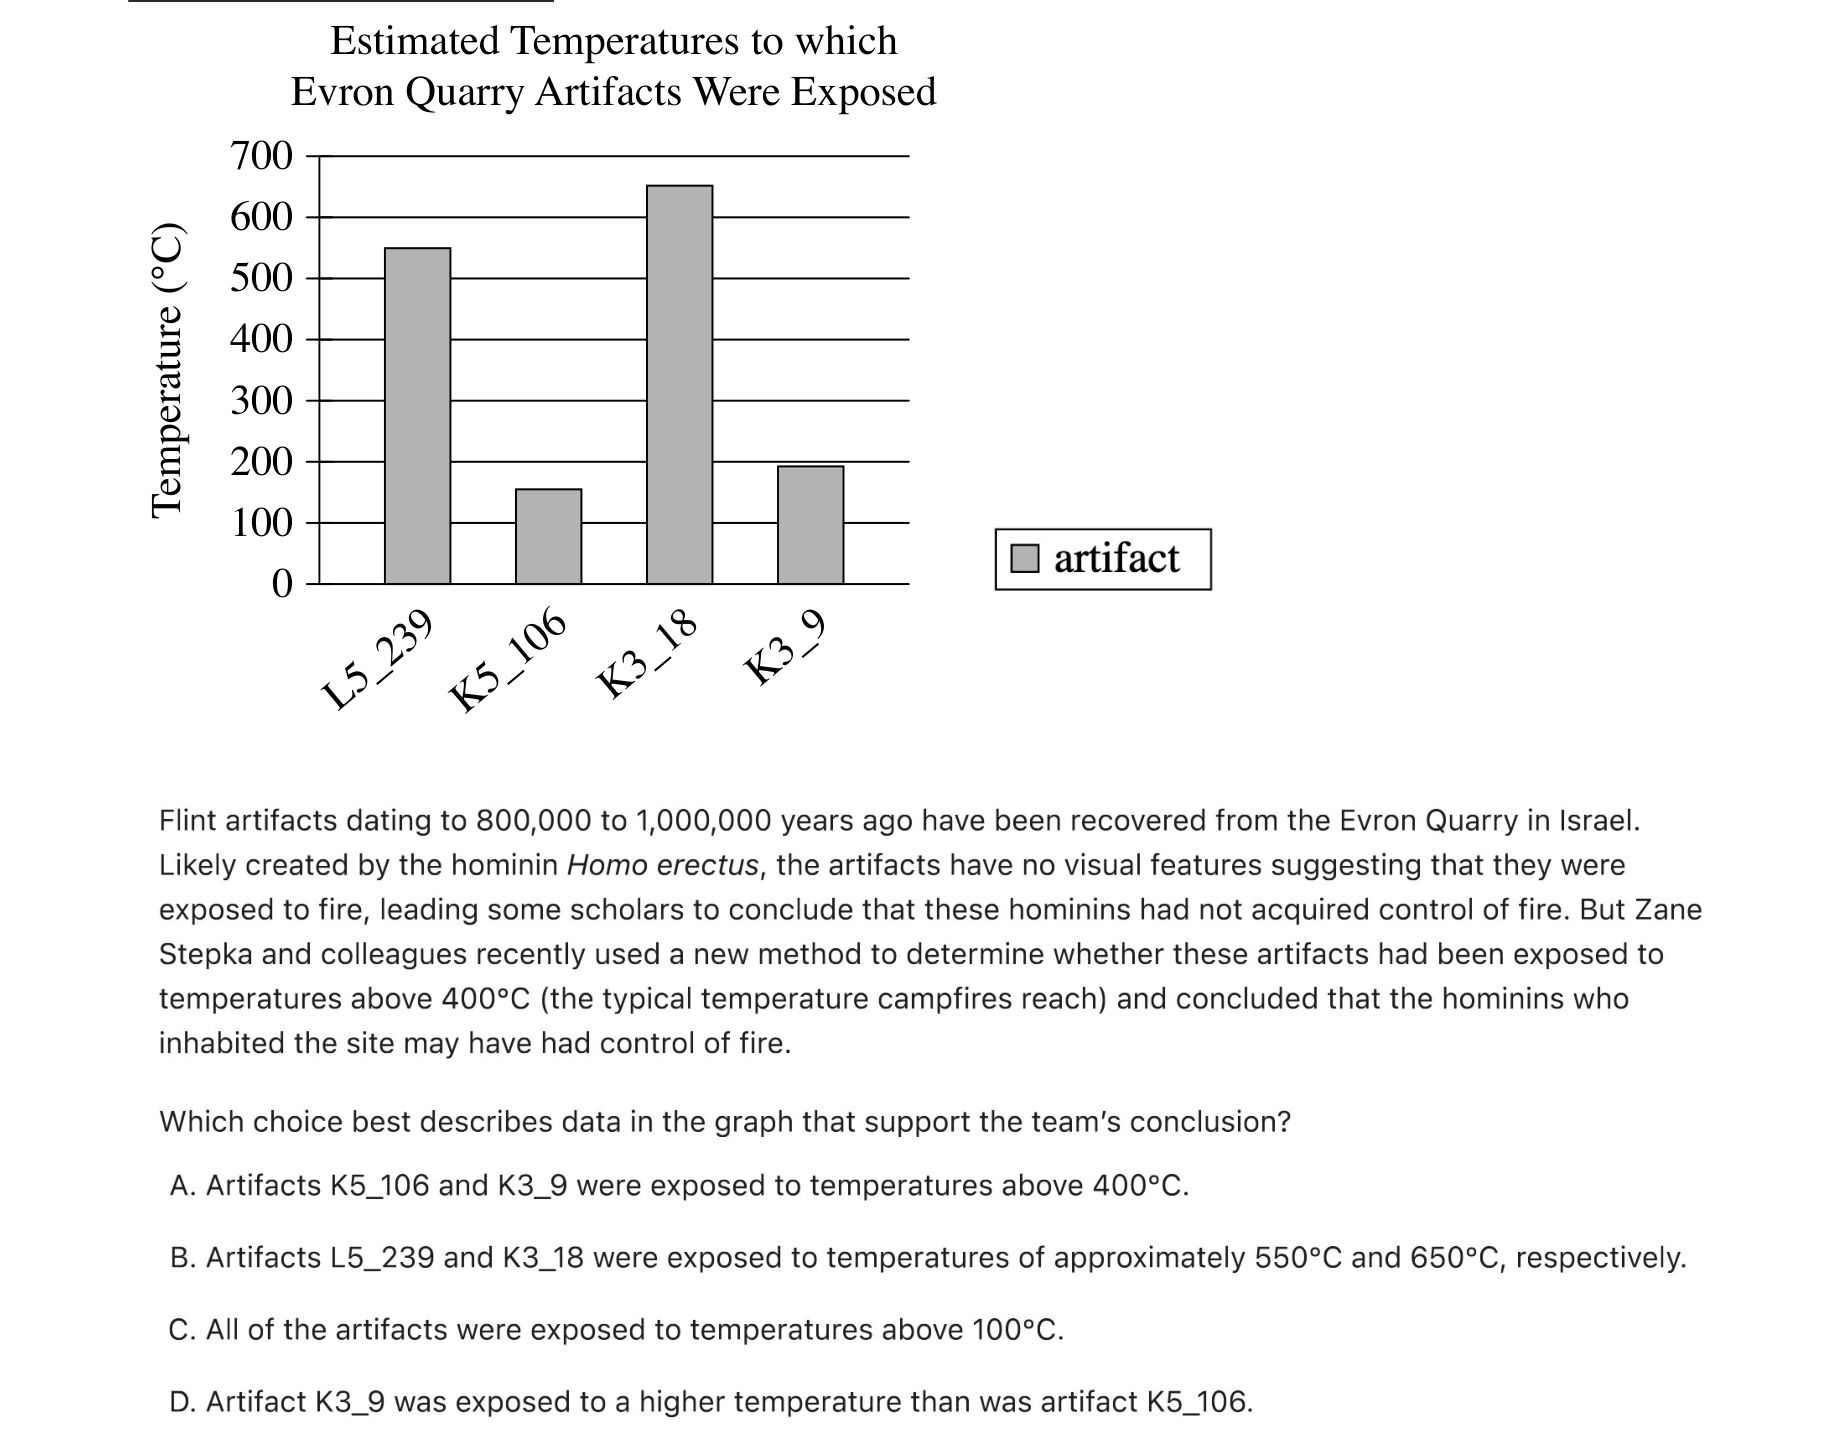 Estimated Temperatures to which
Evron Quarry Artifacts Were Exposed
Temperature (°C)
700
600
500
400
300
200
100
0
L5_239
K5_106
K3_18
K3_9
artifact
Flint artifacts dating to 800,000 to 1,000,000 years ago have been recovered from the Evron Quarry in Israel.
Likely created by the hominin Homo erectus, the artifacts have no visual features suggesting that they were
exposed to fire, leading some scholars to conclude that these hominins had not acquired control of fire. But Zane
Stepka and colleagues recently used a new method to determine whether these artifacts had been exposed to
temperatures above 400°C (the typical temperature campfires reach) and concluded that the hominins who
inhabited the site may have had control of fire.
Which choice best describes data in the graph that support the team’s conclusion?
A. Artifacts K5_106 and K3_9 were exposed to temperatures above 400°C.
B. Artifacts L5_239 and K3_18 were exposed to temperatures of approximately 550°C and 650°C, respectively.
C. All of the artifacts were exposed to temperatures above 100°C.
D. Artifact K3_9 was exposed to a higher temperature than was artifact K5_106.